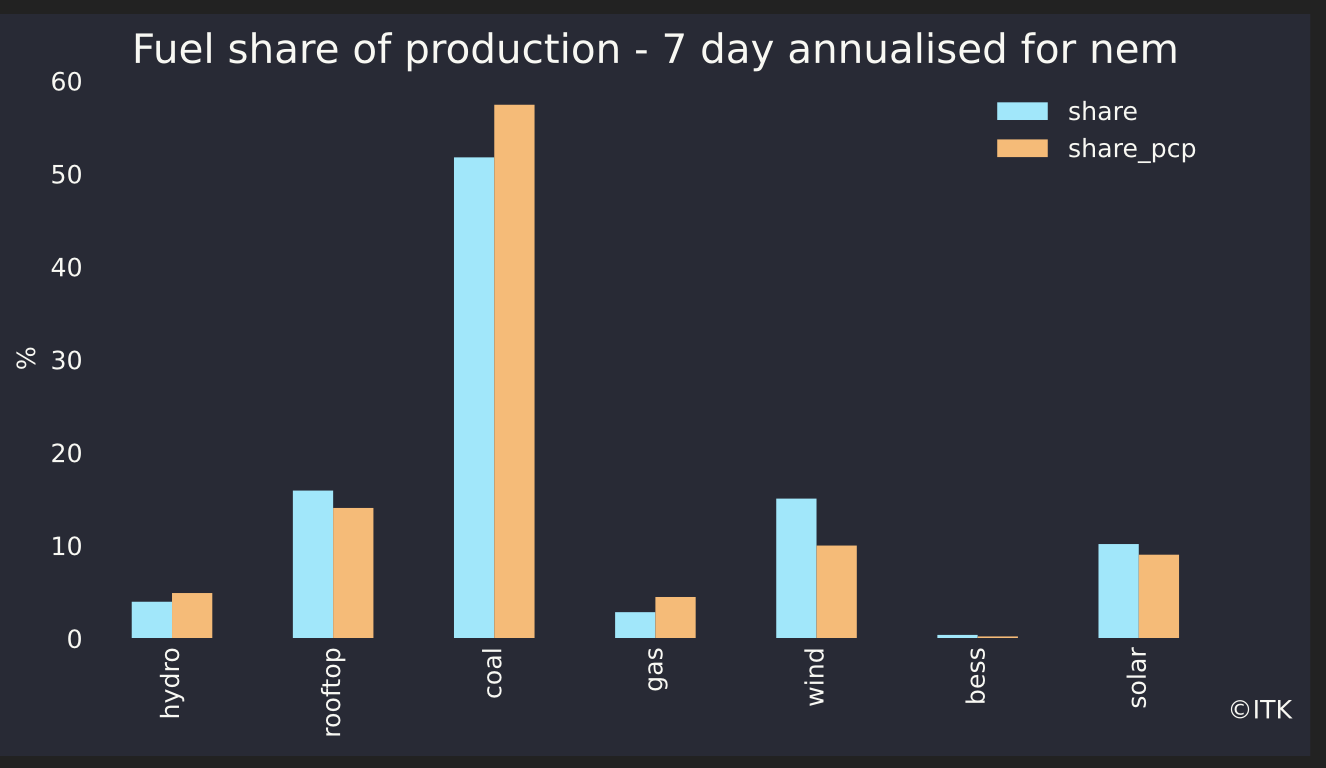 Fuel share of production - 7 day annualised for nem
60
50
40
30
20
10
0
%
share
share_pcp
hydro
rooftop
coal
gas
wind
bess
solar
©ITK